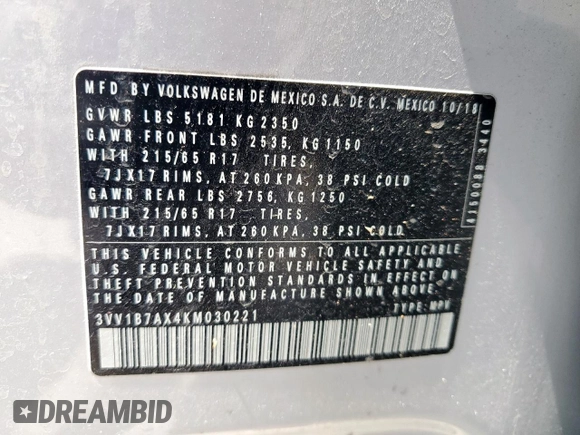 MFD. BY VOLKSWAGEN DE MEXICO S.A. DE C.V. MEXICO 10/18
GVWR LBS 5181 KG 2350
GAWR FRONT LBS 2535, KG 1150
WITH 215/65 R17 TIRES,
7JX17 RIMS, AT 260 KPA, 38 PSI COLD
GAWR REAR LBS 2756, KG 1250
WITH 215/65 R17 TIRES,
7JX17 RIMS, AT 260 KPA, 38 PSI COLD
THIS VEHICLE CONFORMS TO ALL APPLICABLE
U.S. FEDERAL MOTOR VEHICLE SAFETY AND
THEFT PREVENTION STANDARDS IN EFFECT ON
THE DATE OF MANUFACTURE SHOWN ABOVE.
3VV1B7AX4KM030221 TYPE: MPV
3440
DREAMBID